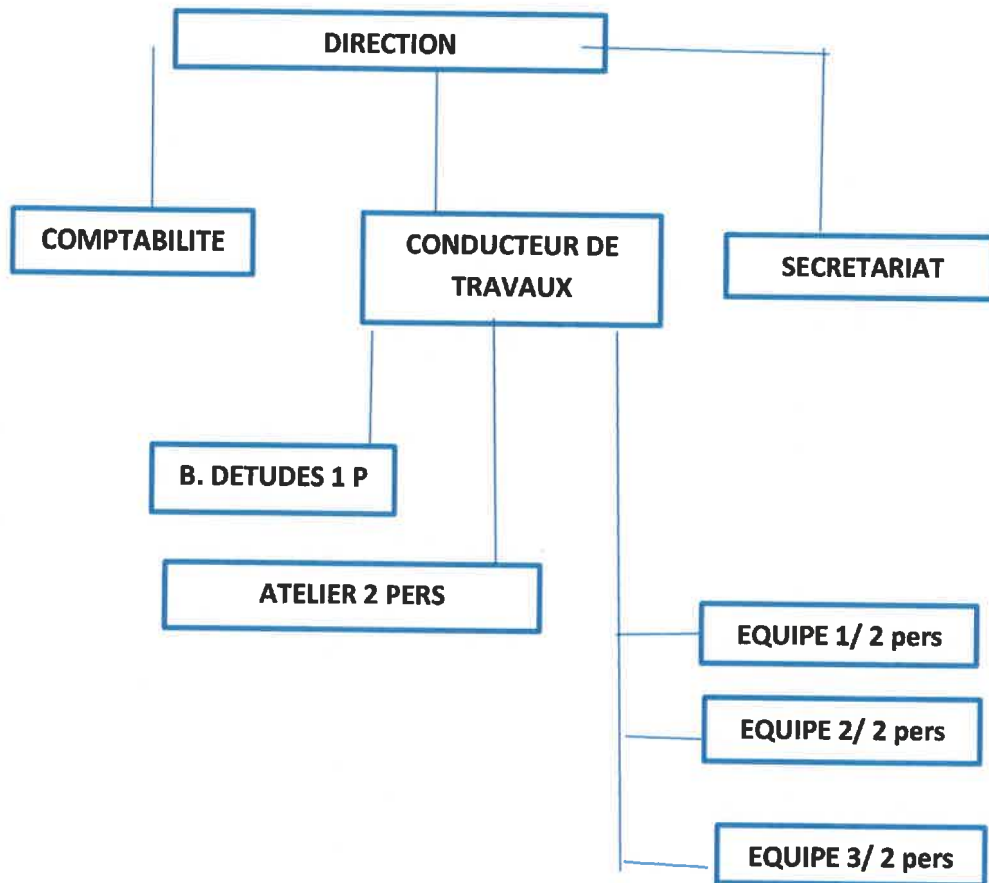 DIRECTION
COMPTABILITE
CONDUCTEUR DE
TRAVAUX
SECRETARIAT
B. DETUDES 1 P
ATELIER 2 PERS
EQUIPE 1/ 2 pers
EQUIPE 2/ 2 pers
EQUIPE 3/ 2 pers